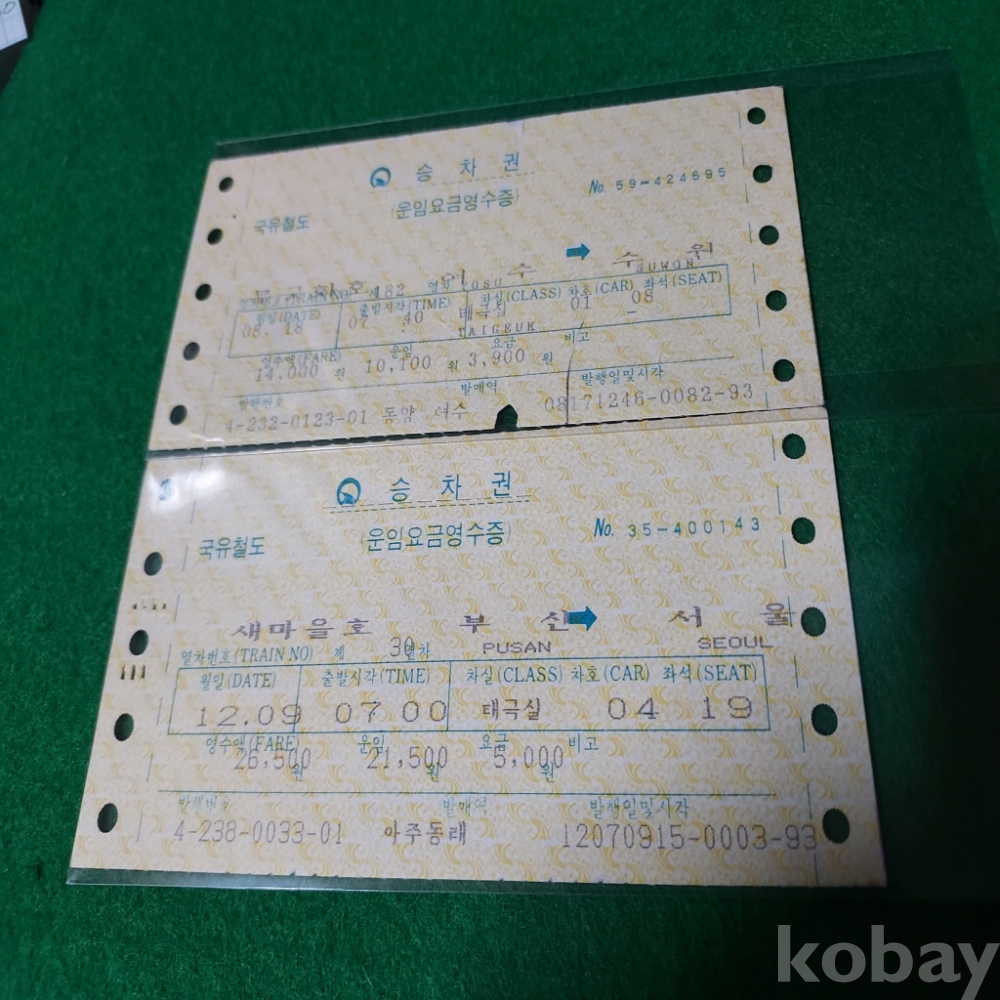 승 차 권
No. 59-424695
국유철도
(운임요금영수증)
여 수 수 원
182 열차 YOSU SUWON
월일(DATE) 출발시각(TIME) 차실(CLASS) 차호(CAR) 좌석(SEAT)
08. 18 07 : 40 태극실 01 08
TAIGEUK
영수액(FARE) 운임 요금 비고
14,000 원 10,100 원 3,900 원
발행번호 발매역 발행일및시각
4-232-0123-01 동양 여수 08171246-0082-93
승 차 권
국유철도
(운임요금영수증)
No. 35-400143
새마을호 부 산 서 울
열차번호(TRAIN NO) 제 30 열차 PUSAN SEOUL
월일(DATE) 출발시각(TIME) 차실(CLASS) 차호(CAR) 좌석(SEAT)
12.09 07 00 태극실 04 19
영수액(FARE) 운임 요금 비고
26,500 원 21,500 원 5,000 원
발행번호 발매역 발행일및시각
4-238-0033-01 아주동래 12070915-0003-93
kobay